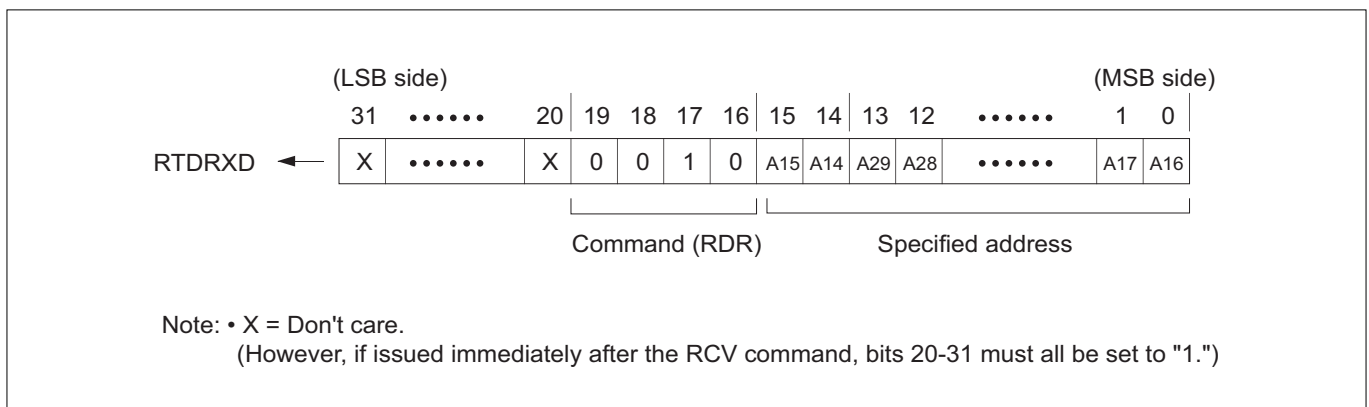 (LSB side) (MSB side)
31 •••••• 20 19 18 17 16 15 14 13 12 •••••• 1 0
RTDRXD X •••••• X 0 0 1 0 A15 A14 A29 A28 •••••• A17 A16
Command (RDR) Specified address
Note: • X = Don't care.
(However, if issued immediately after the RCV command, bits 20-31 must all be set to "1.")